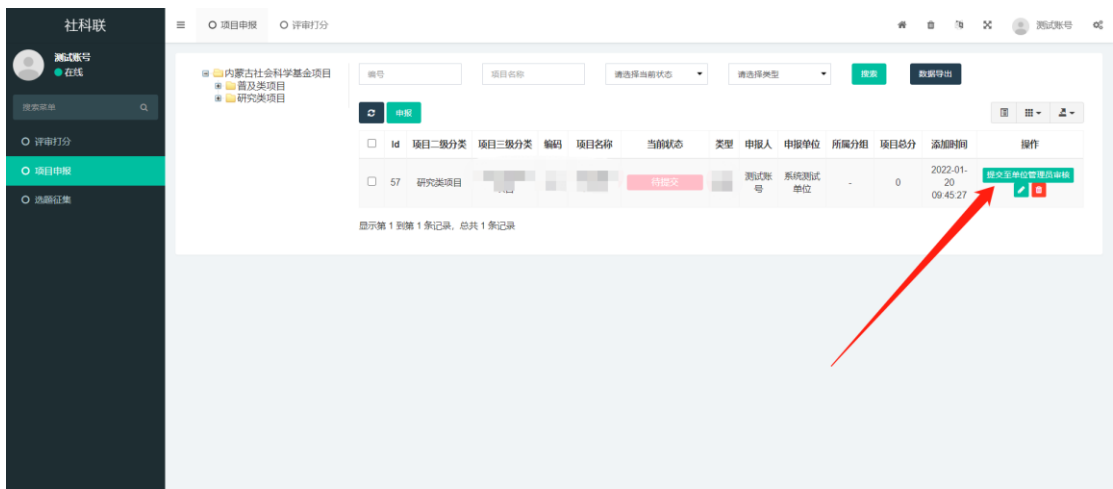 社科联
项目申报
评审打分
测试账号
测试账号
在线
搜索菜单
评审打分
项目申报
选题征集
内蒙古社会科学基金项目
普及类项目
研究类项目
编号
项目名称
请选择当前状态
请选择类型
搜索
数据导出
申报
Id 项目二级分类 项目三级分类 编码 项目名称 当前状态 类型 申报人 申报单位 所属分组 项目总分 添加时间 操作
57 研究类项目 待提交 测试账号 系统测试单位 - 0 2022-01-20 09:45:27 提交至单位管理员审核
显示第 1 到第 1 条记录，总共 1 条记录